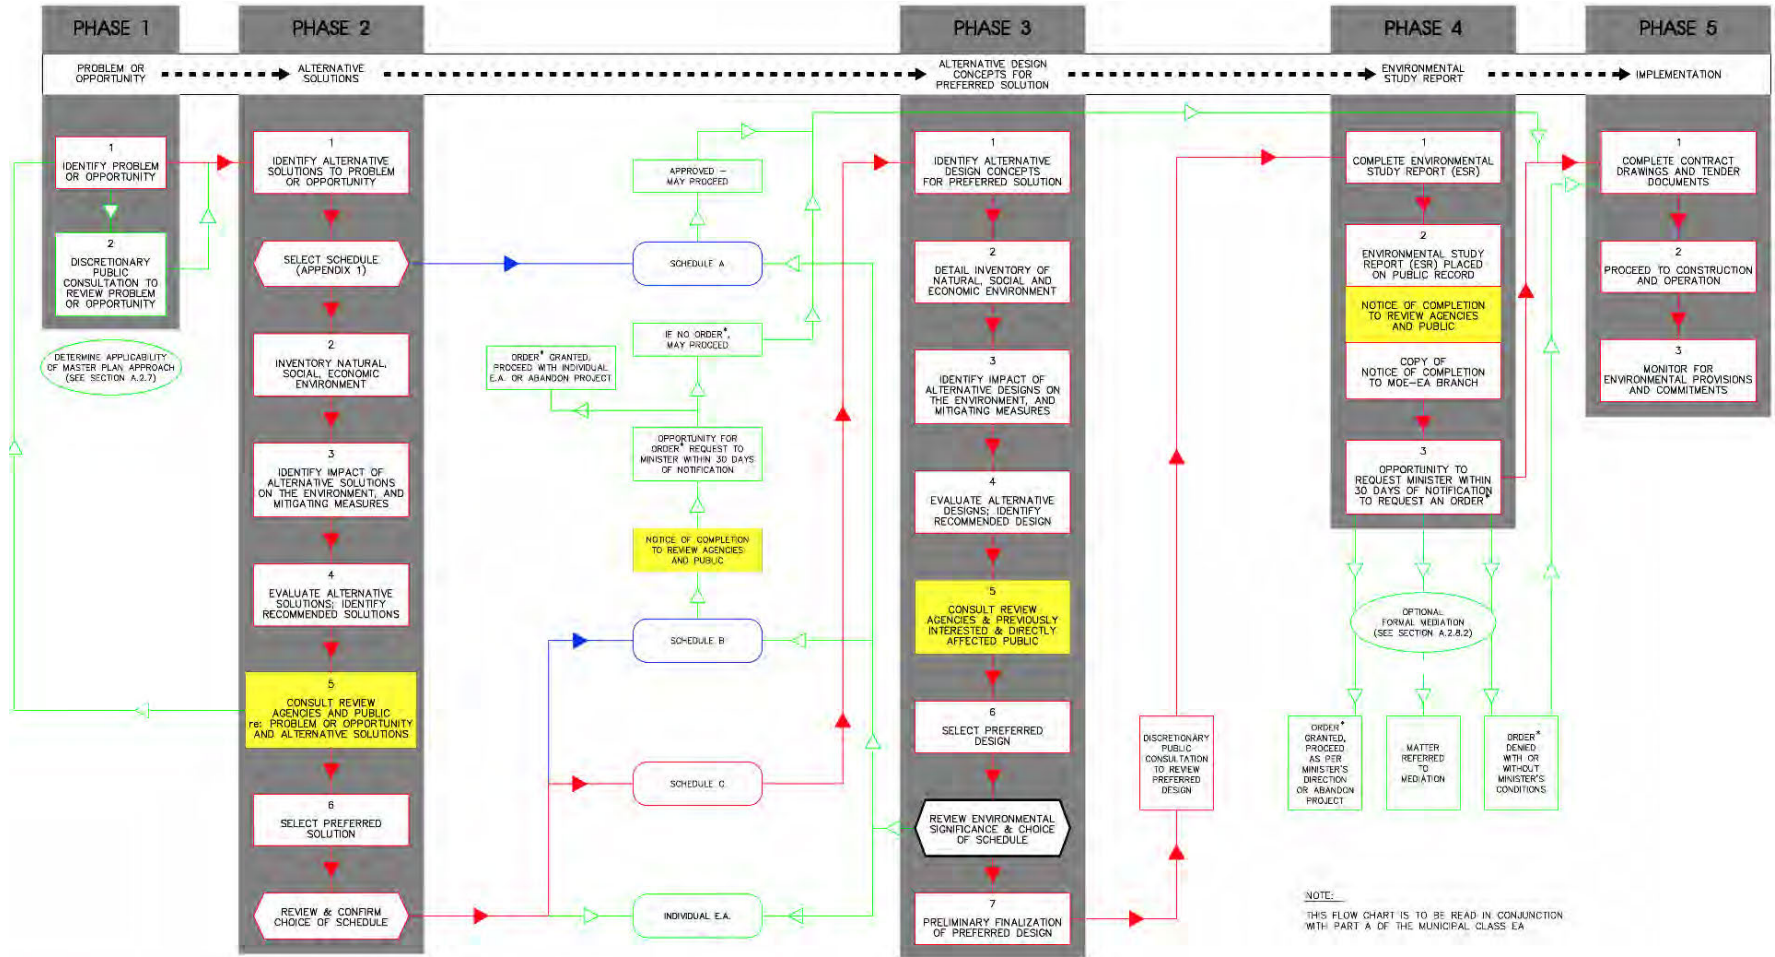 PHASE 1
PHASE 2
PHASE 3
PHASE 4
PHASE 5
PROBLEM OR
OPPORTUNITY
ALTERNATIVE
SOLUTIONS
ALTERNATIVE DESIGN
CONCEPTS FOR
PREFERRED SOLUTION
ENVIRONMENTAL
STUDY REPORT
IMPLEMENTATION
1
IDENTIFY PROBLEM
OR OPPORTUNITY
2
DISCRETIONARY
PUBLIC
CONSULTATION TO
REVIEW PROBLEM
OR OPPORTUNITY
DETERMINE APPLICABILITY
OF MASTER PLAN APPROACH
(SEE SECTION A.2.7)
1
IDENTIFY ALTERNATIVE
SOLUTIONS TO PROBLEM
OR OPPORTUNITY
SELECT SCHEDULE
(APPENDIX 1)
2
INVENTORY NATURAL,
SOCIAL, ECONOMIC
ENVIRONMENT
3
IDENTIFY IMPACT OF
ALTERNATIVE SOLUTIONS
ON THE ENVIRONMENT, AND
MITIGATING MEASURES
4
EVALUATE ALTERNATIVE
SOLUTIONS; IDENTIFY
RECOMMENDED SOLUTIONS
5
CONSULT REVIEW
AGENCIES AND PUBLIC
re: PROBLEM OR OPPORTUNITY
AND ALTERNATIVE SOLUTIONS
6
SELECT PREFERRED
SOLUTION
REVIEW & CONFIRM
CHOICE OF SCHEDULE
APPROVED –
MAY PROCEED
SCHEDULE A
IF NO ORDER*,
MAY PROCEED
ORDER* GRANTED,
PROCEED WITH INDIVIDUAL
E.A. OR ABANDON PROJECT
OPPORTUNITY FOR
ORDER* REQUEST TO
MINISTER WITHIN 30 DAYS
OF NOTIFICATION
NOTICE OF COMPLETION
TO REVIEW AGENCIES
AND PUBLIC
SCHEDULE B
SCHEDULE C
INDIVIDUAL E.A.
1
IDENTIFY ALTERNATIVE
DESIGN CONCEPTS
FOR PREFERRED SOLUTION
2
DETAIL INVENTORY OF
NATURAL, SOCIAL AND
ECONOMIC ENVIRONMENT
3
IDENTIFY IMPACT OF
ALTERNATIVE DESIGNS ON
THE ENVIRONMENT, AND
MITIGATING MEASURES
4
EVALUATE ALTERNATIVE
DESIGNS; IDENTIFY
RECOMMENDED DESIGN
5
CONSULT REVIEW
AGENCIES & PREVIOUSLY
INTERESTED & DIRECTLY
AFFECTED PUBLIC
6
SELECT PREFERRED
DESIGN
REVIEW ENVIRONMENTAL
SIGNIFICANCE & CHOICE
OF SCHEDULE
7
PRELIMINARY FINALIZATION
OF PREFERRED DESIGN
DISCRETIONARY
PUBLIC
CONSULTATION
TO REVIEW
PREFERRED
DESIGN
1
COMPLETE ENVIRONMENTAL
STUDY REPORT (ESR)
2
ENVIRONMENTAL STUDY
REPORT (ESR) PLACED
ON PUBLIC RECORD
NOTICE OF COMPLETION
TO REVIEW AGENCIES
AND PUBLIC
COPY OF
NOTICE OF COMPLETION
TO MOE-EA BRANCH
3
OPPORTUNITY TO
REQUEST MINISTER WITHIN
30 DAYS OF NOTIFICATION
TO REQUEST AN ORDER*
OPTIONAL
FORMAL MEDIATION
(SEE SECTION A.2.8.2)
ORDER*
GRANTED,
PROCEED
AS PER
MINISTER'S
DIRECTION
OR ABANDON
PROJECT
MATTER
REFERRED
TO
MEDIATION
ORDER*
DENIED
WITH OR
WITHOUT
MINISTER'S
CONDITIONS
1
COMPLETE CONTRACT
DRAWINGS AND TENDER
DOCUMENTS
2
PROCEED TO CONSTRUCTION
AND OPERATION
3
MONITOR FOR
ENVIRONMENTAL PROVISIONS
AND COMMITMENTS
NOTE:
THIS FLOW CHART IS TO BE READ IN CONJUNCTION
WITH PART A OF THE MUNICIPAL CLASS EA